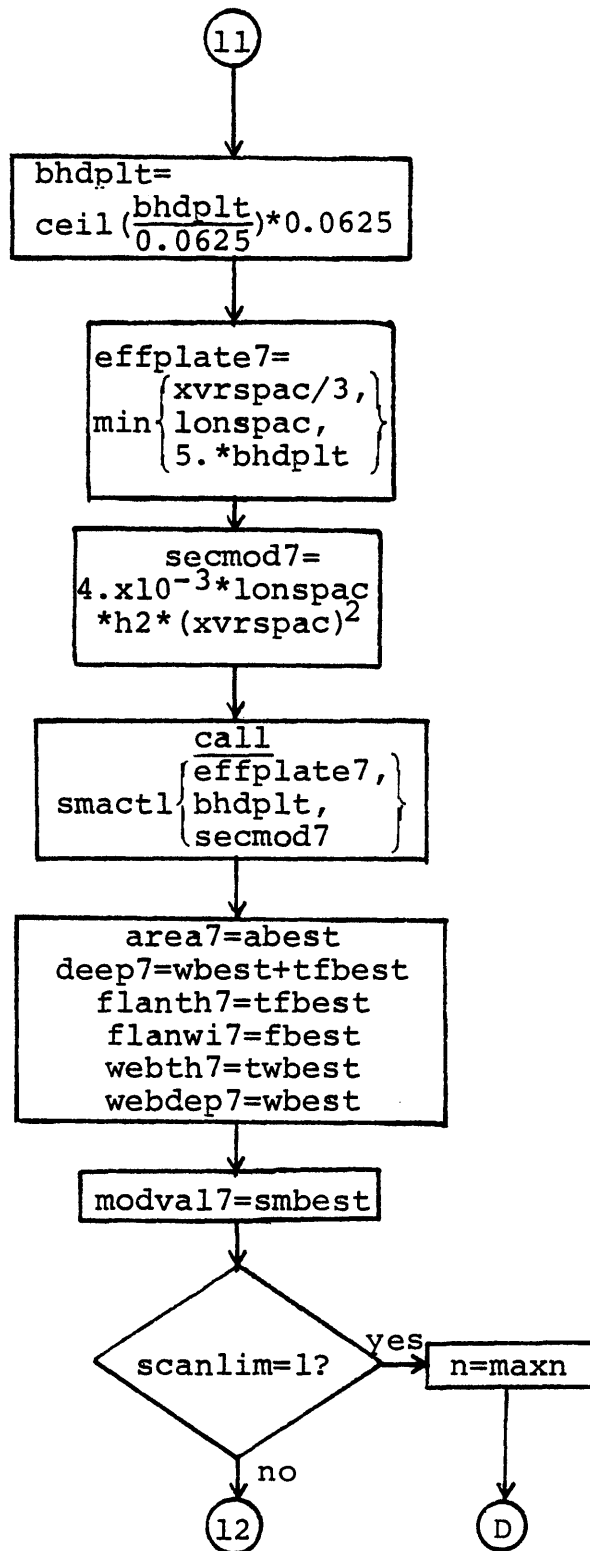 11
bhdplt=
ceil(bhdplt/0.0625)*0.0625
effplate7=
min{xvrspac/3,
lonspac,
5.*bhdplt}
secmod7=
4.x10⁻³*lonspac
*h2*(xvrspac)²
call
smactl{effplate7,
bhdplt,
secmod7}
area7=abest
deep7=wbest+tfbest
flanth7=tfbest
flanwi7=fbest
webth7=twbest
webdep7=wbest
modval7=smbest
scanlim=1?
yes
n=maxn
no
12
D